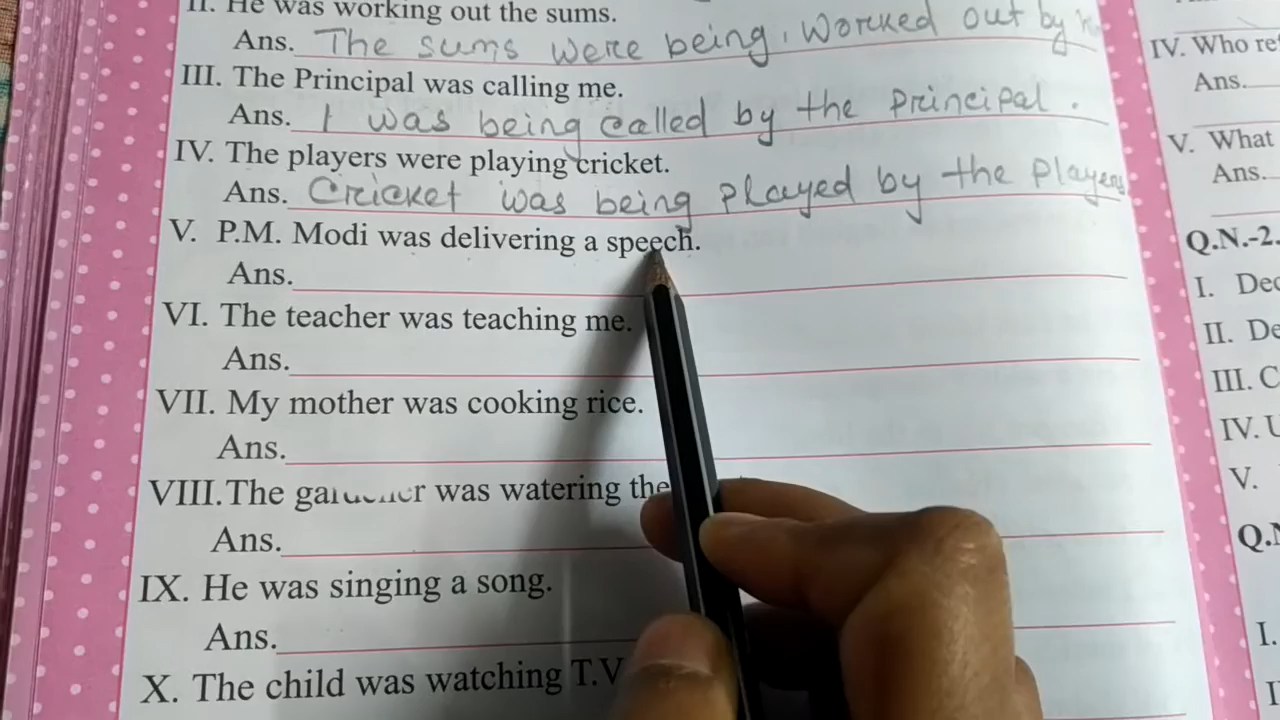 II. He was working out the sums.
Ans. The sums were being worked out by
III. The Principal was calling me.
Ans. I was being called by the principal.
IV. The players were playing cricket.
Ans. Cricket was being played by the players
V. P.M. Modi was delivering a speech.
Ans.
VI. The teacher was teaching me.
Ans.
VII. My mother was cooking rice.
Ans.
VIII. The gardener was watering the
Ans.
IX. He was singing a song.
Ans.
X. The child was watching T.V
IV. Who
Ans.
V. What
Ans.
Q.N.-2.
I.
II.
III.
IV.
V.
I.